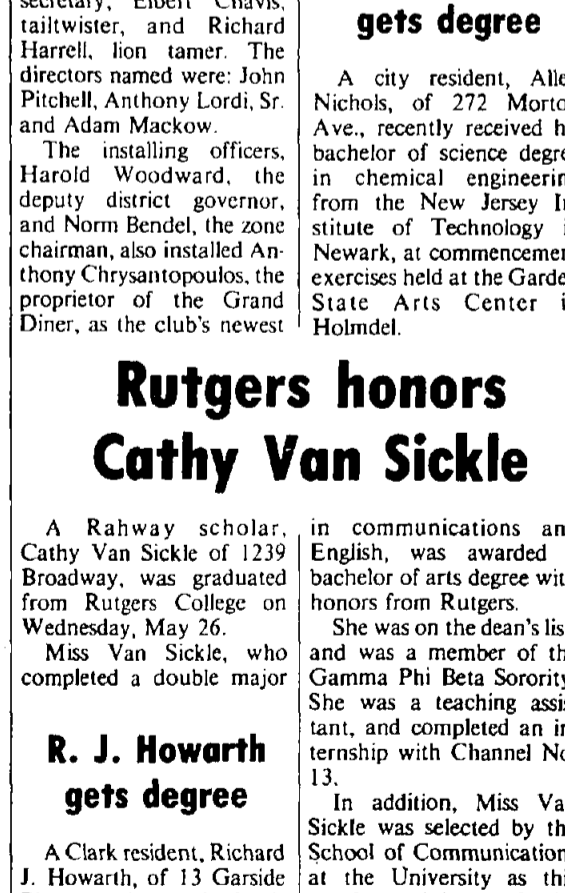 secretary, Elbert Chavis,
tailtwister, and Richard
Harrell, lion tamer. The
directors named were: John
Pitchell, Anthony Lordi, Sr.
and Adam Mackow.
The installing officers,
Harold Woodward, the
deputy district governor,
and Norm Bendel, the zone
chairman, also installed An-
thony Chrysantopoulos, the
proprietor of the Grand
Diner, as the club's newest
gets degree
A city resident, Alle
Nichols, of 272 Morto
Ave., recently received h
bachelor of science degre
in chemical engineerin
from the New Jersey I
stitute of Technology i
Newark, at commencemen
exercises held at the Garde
State Arts Center i
Holmdel.
Rutgers honors
Cathy Van Sickle
A Rahway scholar,
Cathy Van Sickle of 1239
Broadway, was graduated
from Rutgers College on
Wednesday, May 26.
Miss Van Sickle, who
completed a double major
in communications an
English, was awarded
bachelor of arts degree wit
honors from Rutgers.
She was on the dean's lis
and was a member of th
Gamma Phi Beta Sorority
She was a teaching assis
tant, and completed an in
ternship with Channel No
13.
In addition, Miss Va
Sickle was selected by th
School of Communication
at the University as thi
R. J. Howarth
gets degree
A Clark resident, Richard
J. Howarth, of 13 Garside